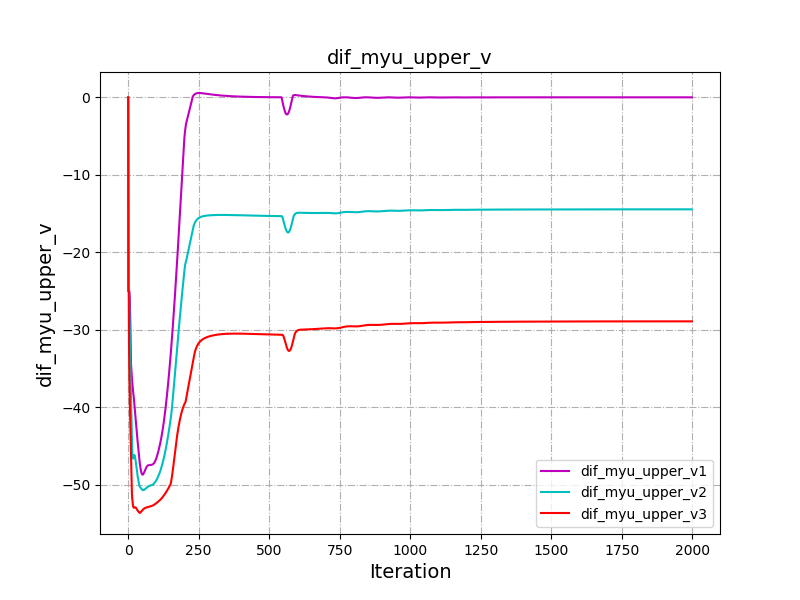 dif_myu_upper_v
dif_myu_upper_v
0
−10
−20
−30
−40
−50
0 250 500 750 1000 1250 1500 1750 2000
Iteration
dif_myu_upper_v1
dif_myu_upper_v2
dif_myu_upper_v3